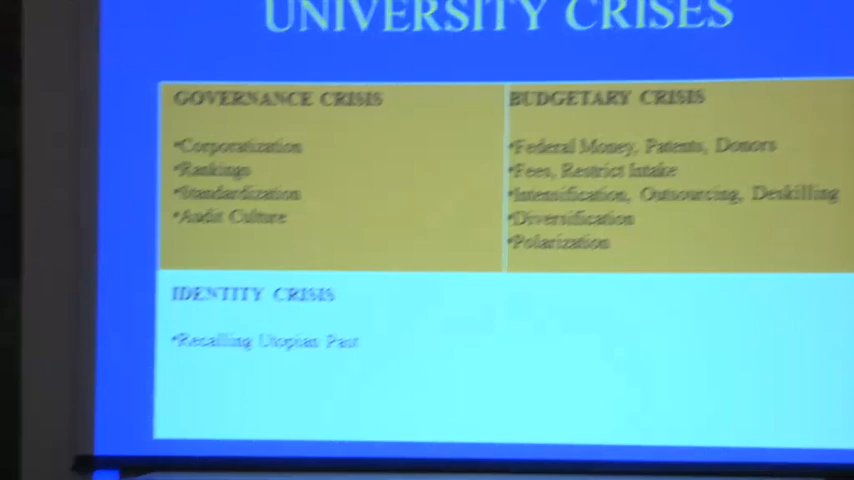 UNIVERSITY CRISES
GOVERNANCE CRISIS
•Corporatization
•Rankings
•Standardization
•Audit Culture
BUDGETARY CRISIS
•Federal Money, Patents, Donors
•Fees, Restrict Intake
•Intensification, Outsourcing, Deskilling
•Diversification
•Polarization
IDENTITY CRISIS
•Recalling Utopian Past